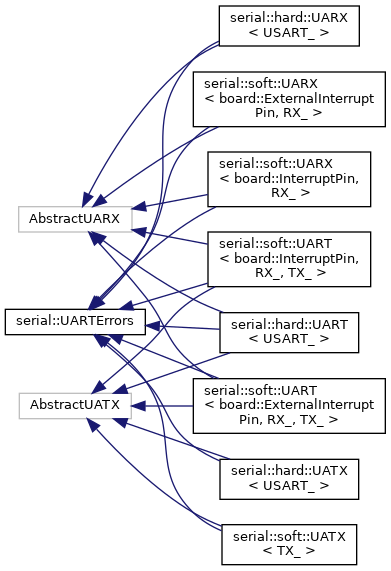 serial::hard::UARX
< USART_ >
serial::soft::UARX
< board::ExternalInterrupt
Pin, RX_ >
serial::soft::UARX
< board::InterruptPin,
RX_ >
AbstractUARX
serial::soft::UART
< board::InterruptPin,
RX_, TX_ >
serial::UARTErrors
serial::hard::UART
< USART_ >
AbstractUATX
serial::soft::UART
< board::ExternalInterrupt
Pin, RX_, TX_ >
serial::hard::UATX
< USART_ >
serial::soft::UATX
< TX_ >